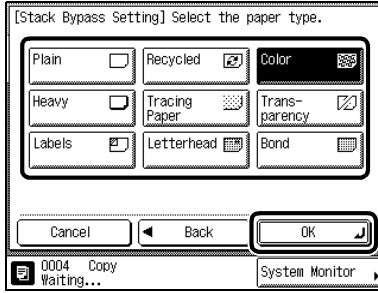 [Stack Bypass Setting] Select the paper type.
Plain
Recycled
Color
Heavy
Tracing
Paper
Trans-
parency
Labels
Letterhead
Bond
Cancel
Back
OK
0004 Copy
Waiting...
System Monitor